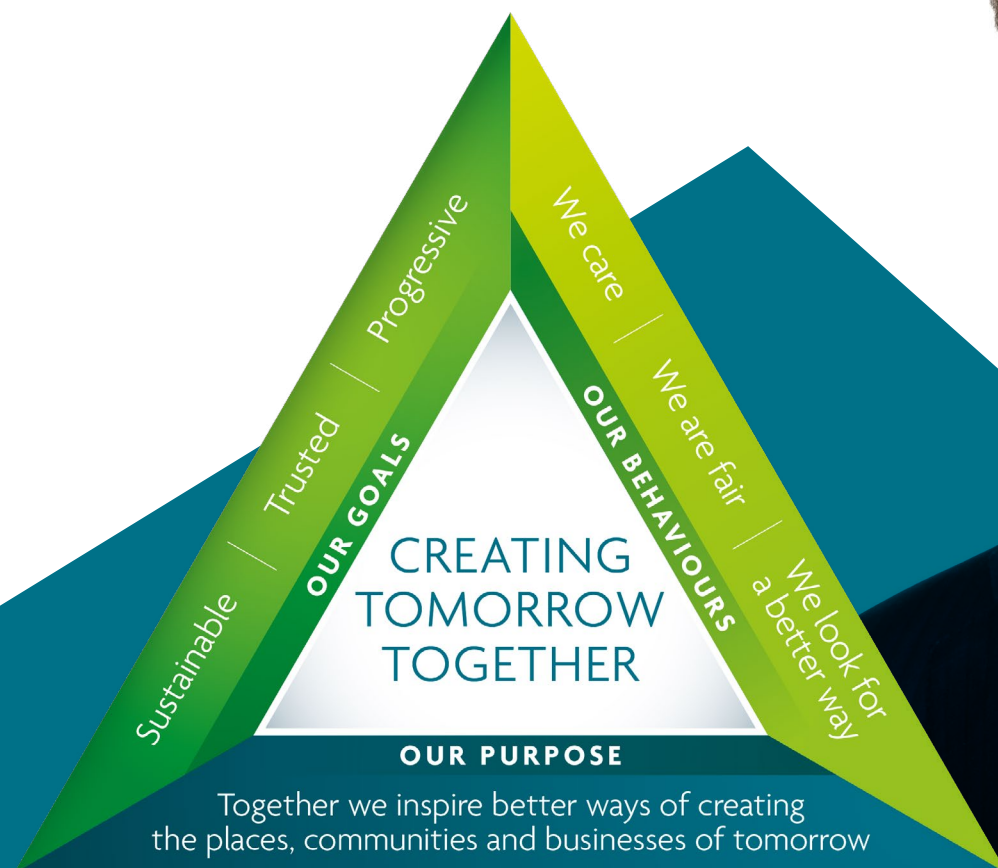 Sustainable
Trusted
Progressive
OUR GOALS
We care
We are fair
We look for
a better way
OUR BEHAVIOURS
CREATING
TOMORROW
TOGETHER
OUR PURPOSE
Together we inspire better ways of creating
the places, communities and businesses of tomorrow